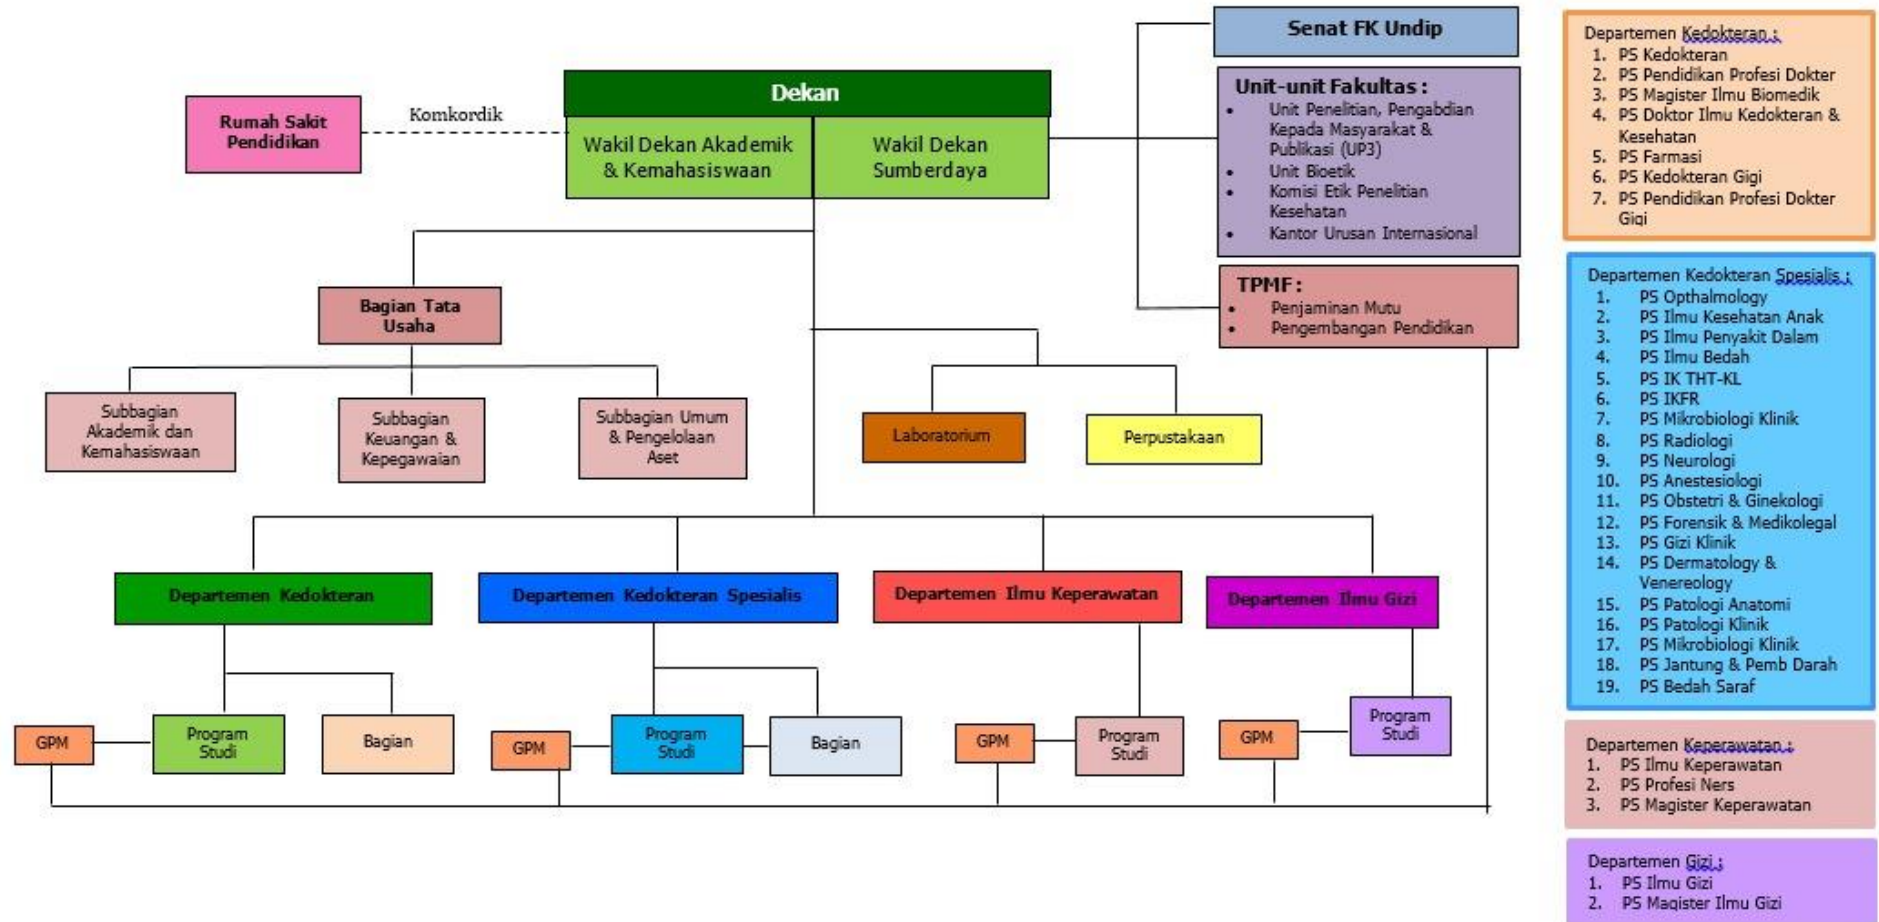 Senat FK Undip
Dekan
Wakil Dekan Akademik
& Kemahasiswaan
Wakil Dekan
Sumberdaya
Rumah Sakit
Pendidikan
Komkordik
Unit-unit Fakultas :
• Unit Penelitian, Pengabdian
Kepada Masyarakat &
Publikasi (UP3)
• Unit Bioetik
• Komisi Etik Penelitian
Kesehatan
• Kantor Urusan Internasional
TPMF :
• Penjaminan Mutu
• Pengembangan Pendidikan
Bagian Tata
Usaha
Subbagian
Akademik dan
Kemahasiswaan
Subbagian
Keuangan &
Kepegawaian
Subbagian Umum
& Pengelolaan
Aset
Laboratorium
Perpustakaan
Departemen Kedokteran
Departemen Kedokteran Spesialis
Departemen Ilmu Keperawatan
Departemen Ilmu Gizi
GPM
Program
Studi
Bagian
GPM
Program
Studi
Bagian
GPM
Program
Studi
GPM
Program
Studi
Departemen Kedokteran :
1. PS Kedokteran
2. PS Pendidikan Profesi Dokter
3. PS Magister Ilmu Biomedik
4. PS Doktor Ilmu Kedokteran &
Kesehatan
5. PS Farmasi
6. PS Kedokteran Gigi
7. PS Pendidikan Profesi Dokter
Gigi
Departemen Kedokteran Spesialis :
1. PS Opthalmology
2. PS Ilmu Kesehatan Anak
3. PS Ilmu Penyakit Dalam
4. PS Ilmu Bedah
5. PS IK THT-KL
6. PS IKFR
7. PS Mikrobiologi Klinik
8. PS Radiologi
9. PS Neurologi
10. PS Anestesiologi
11. PS Obstetri & Ginekologi
12. PS Forensik & Medikolegal
13. PS Gizi Klinik
14. PS Dermatology &
Venereology
15. PS Patologi Anatomi
16. PS Patologi Klinik
17. PS Mikrobiologi Klinik
18. PS Jantung & Pemb Darah
19. PS Bedah Saraf
Departemen Keperawatan :
1. PS Ilmu Keperawatan
2. PS Profesi Ners
3. PS Magister Keperawatan
Departemen Gizi :
1. PS Ilmu Gizi
2. PS Magister Ilmu Gizi